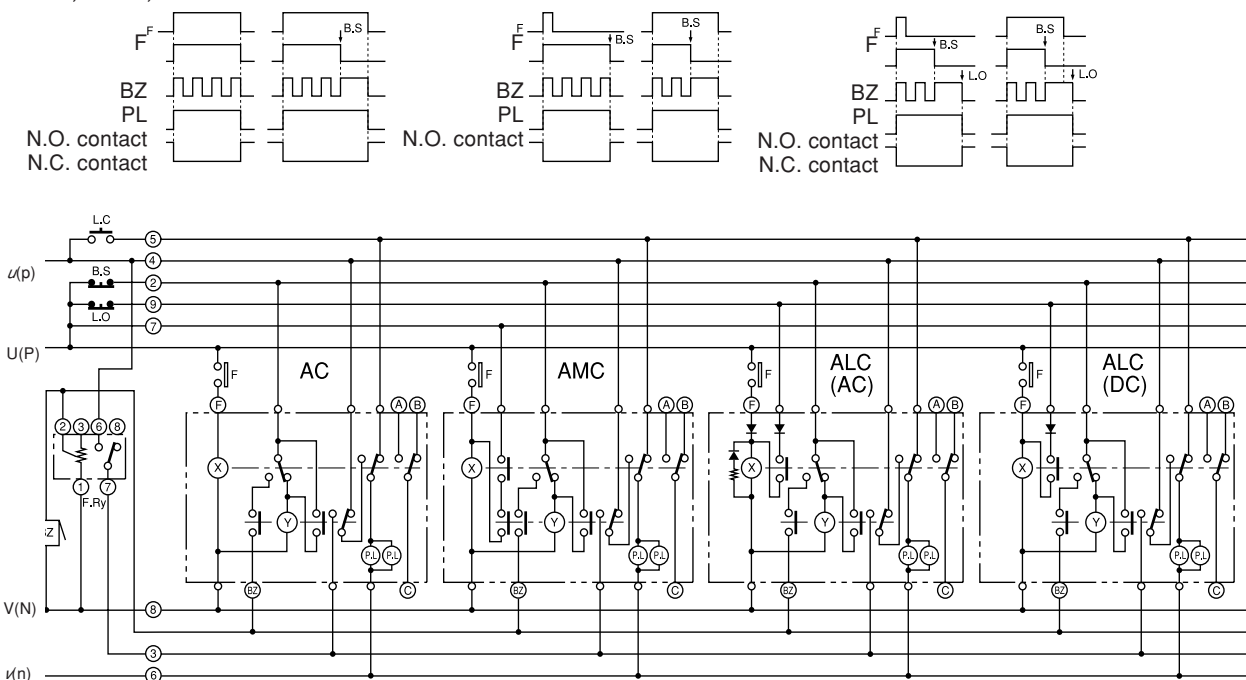 F F B.S F F B.S B.S F F B.S B.S
BZ BZ BZ L.O L.O
PL PL PL
N.O. contact N.O. contact N.O. contact
N.C. contact N.C. contact
L.C
5
u(p) 4
B.S
2
9
L.O
7
U(P)
F AC F AMC F ALC (AC) F ALC (DC)
F A B F A B F A B F A B
2 3 6 8
X X X X
1 7
F.Ry
Y Y Y Y
P.L P.L P.L P.L P.L P.L P.L P.L
BZ C BZ C BZ C BZ C
V(N) 8
3
6